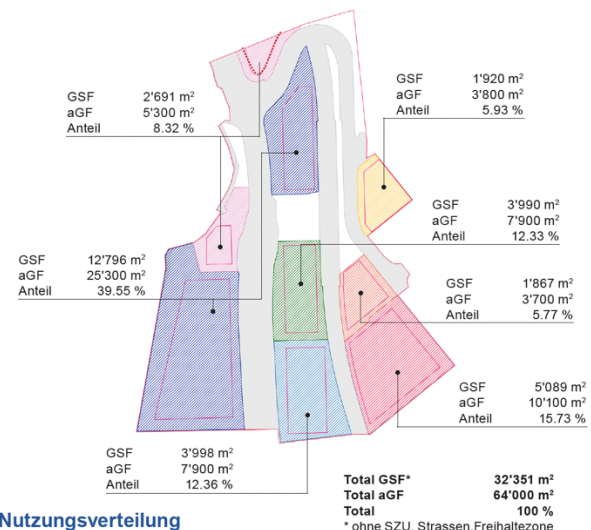 GSF 2'691 m²
aGF 5'300 m²
Anteil 8.32 %
GSF 1'920 m²
aGF 3'800 m²
Anteil 5.93 %
GSF 3'990 m²
aGF 7'900 m²
Anteil 12.33 %
GSF 12'796 m²
aGF 25'300 m²
Anteil 39.55 %
GSF 1'867 m²
aGF 3'700 m²
Anteil 5.77 %
GSF 5'089 m²
aGF 10'100 m²
Anteil 15.73 %
GSF 3'998 m²
aGF 7'900 m²
Anteil 12.36 %
Total GSF* 32'351 m²
Total aGF 64'000 m²
Total 100 %
* ohne SZU, Strassen,Freihaltezone
Nutzungsverteilung